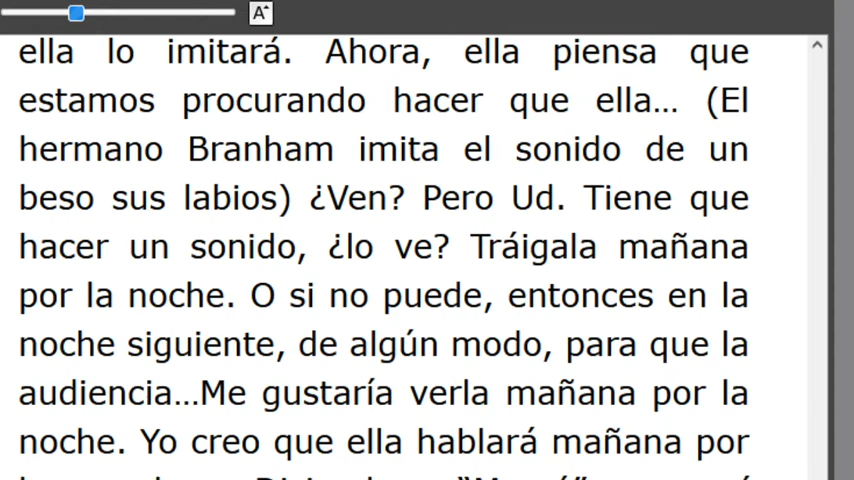 A
ella lo imitará. Ahora, ella piensa que
estamos procurando hacer que ella... (El
hermano Branham imita el sonido de un
beso sus labios) ¿Ven? Pero Ud. Tiene que
hacer un sonido, ¿lo ve? Tráigala mañana
por la noche. O si no puede, entonces en la
noche siguiente, de algún modo, para que la
audiencia...Me gustaría verla mañana por la
noche. Yo creo que ella hablará mañana por